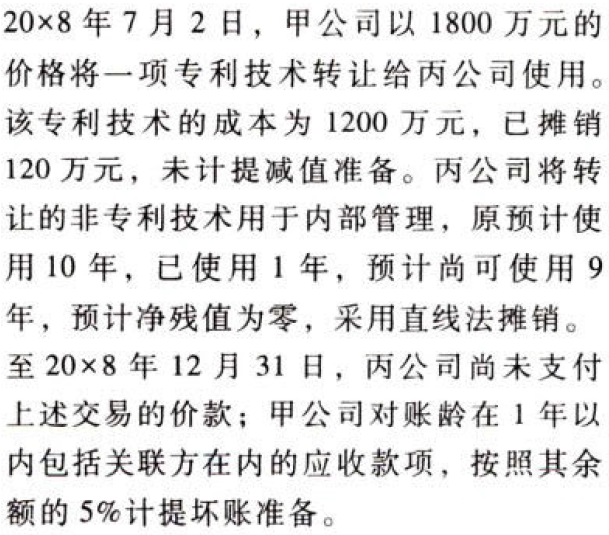 20×8 年 7 月 2 日，甲公司以 1800 万元的
价格将一项专利技术转让给丙公司使用。
该专利技术的成本为 1200 万元，已摊销
120 万元，未计提减值准备。丙公司将转
让的非专利技术用于内部管理，原预计使
用 10 年，已使用 1 年，预计尚可使用 9
年，预计净残值为零，采用直线法摊销。
至 20×8 年 12 月 31 日，丙公司尚未支付
上述交易的价款；甲公司对账龄在 1 年以
内包括关联方在内的应收款项，按照其余
额的 5%计提坏账准备。